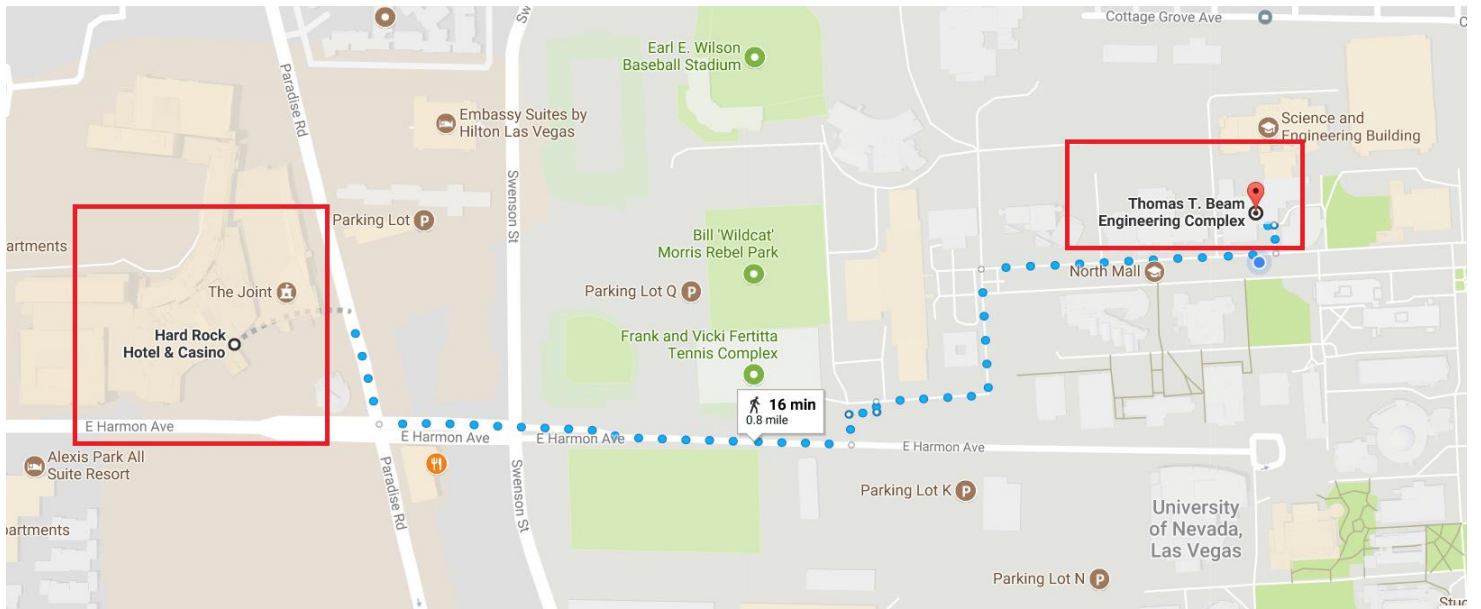 Cottage Grove Ave
Sw
Paradise Rd
Earl E. Wilson
Baseball Stadium
Embassy Suites by
Hilton Las Vegas
Science and
Engineering Building
Swenson St
Thomas T. Beam
Engineering Complex
Parking Lot P
artments
Bill 'Wildcat'
Morris Rebel Park
North Mall
The Joint
Parking Lot Q P
Hard Rock
Hotel & Casino
Frank and Vicki Fertitta
Tennis Complex
16 min
0.8 mile
E Harmon Ave
E Harmon Ave
E Harmon Ave
E Harmon Ave
Alexis Park All
Suite Resort
Paradise Rd
Swenson St
Parking Lot K P
University
of Nevada,
Las Vegas
partments
Parking Lot N P
Stud